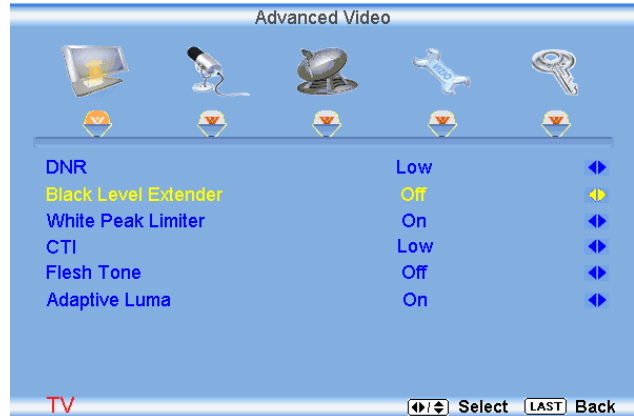 Advanced Video
VIZIO
DNR Low
Black Level Extender Off
White Peak Limiter On
CTI Low
Flesh Tone Off
Adaptive Luma On
TV Select LAST Back